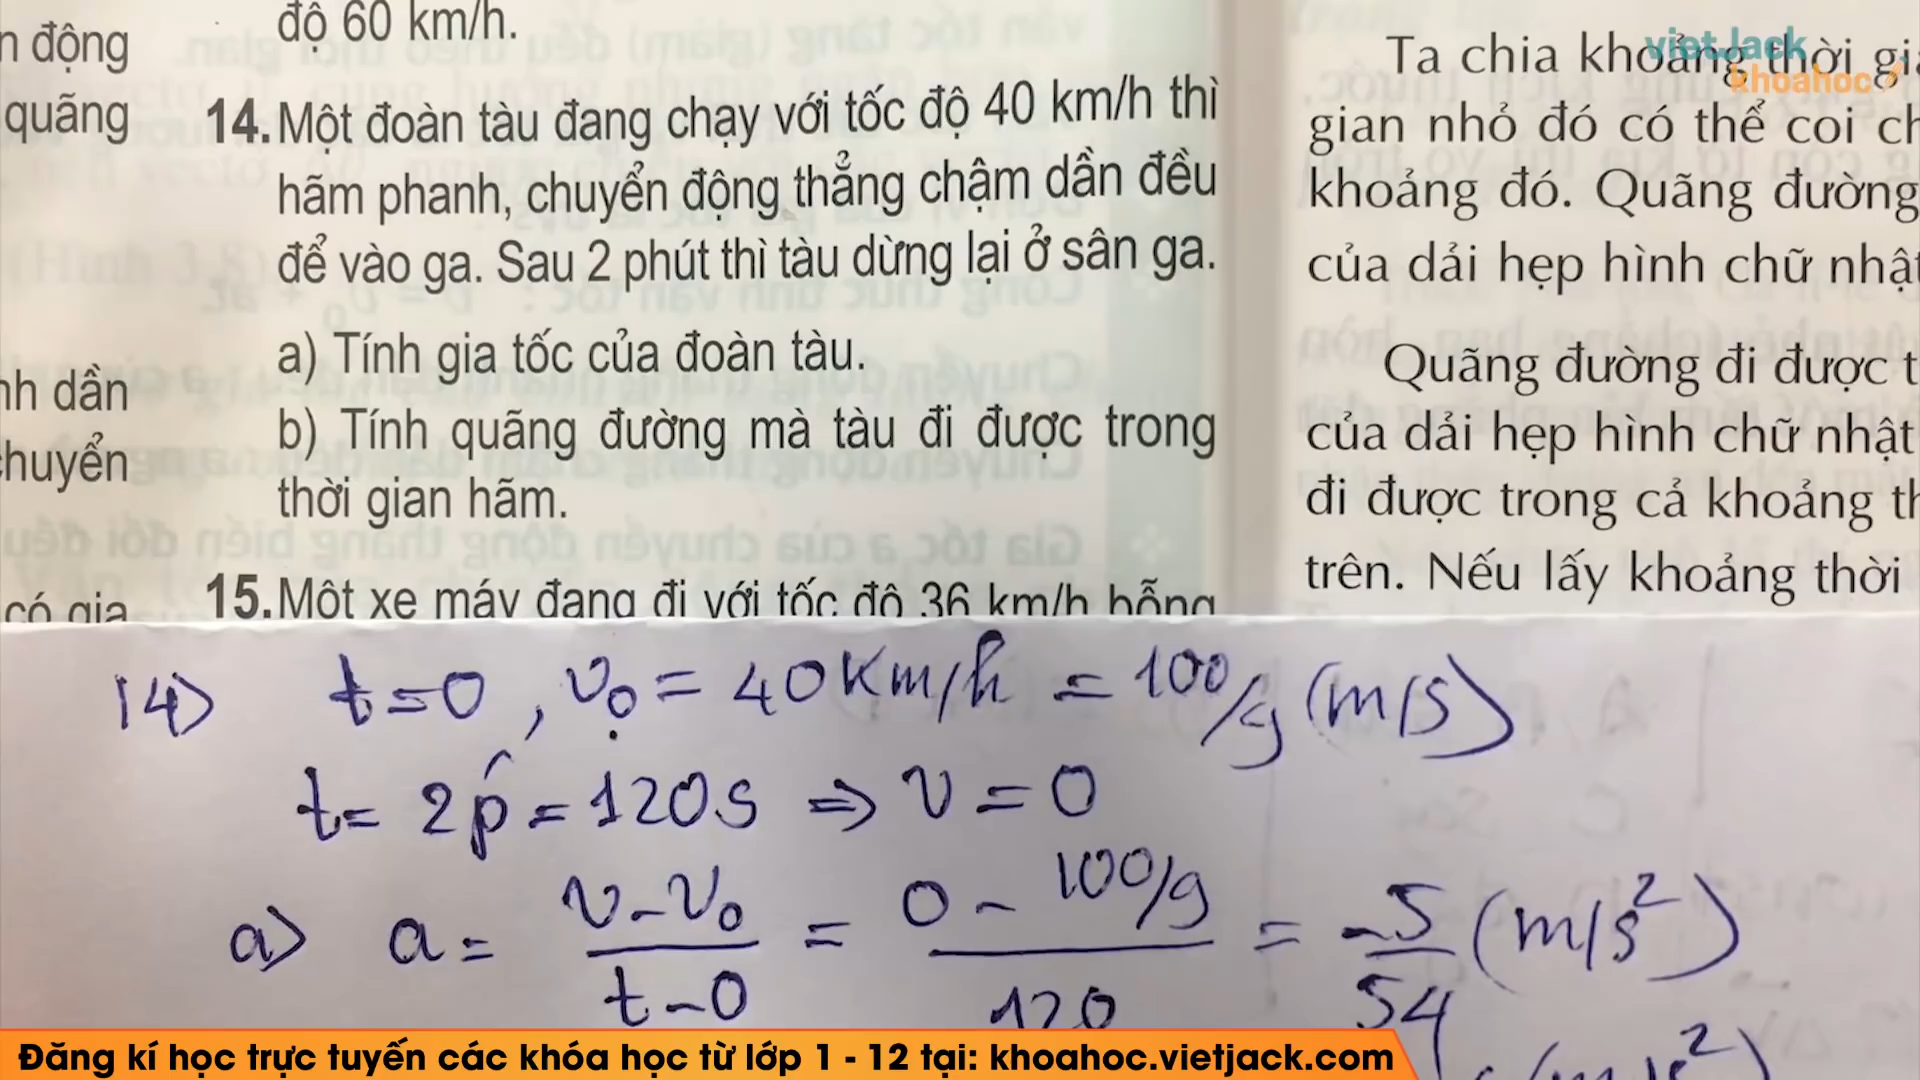 n động
quãng
nh dần
chuyển
có gia
độ 60 km/h.
14. Một đoàn tàu đang chạy với tốc độ 40 km/h thì
hãm phanh, chuyển động thẳng chậm dần đều
để vào ga. Sau 2 phút thì tàu dừng lại ở sân ga.
a) Tính gia tốc của đoàn tàu.
b) Tính quãng đường mà tàu đi được trong
thời gian hãm.
15. Một xe máy đang đi với tốc độ 36 km/h bỗng
vietJack
khoahoc
Ta chia khoảng thời gia
gian nhỏ đó có thể coi ch
khoảng đó. Quãng đường
của dải hẹp hình chữ nhật
Quãng đường đi được t
của dải hẹp hình chữ nhật
đi được trong cả khoảng th
trên. Nếu lấy khoảng thời
14) t=0, v₀ = 40 Km/h = 100/9 (m/s)
t = 2p' = 120s ⇒ v = 0
a) a = (v - v₀)/(t - 0) = (0 - 100/9)/120 = -5/54 (m/s²)
Đăng kí học trực tuyến các khóa học từ lớp 1 - 12 tại: khoahoc.vietjack.com